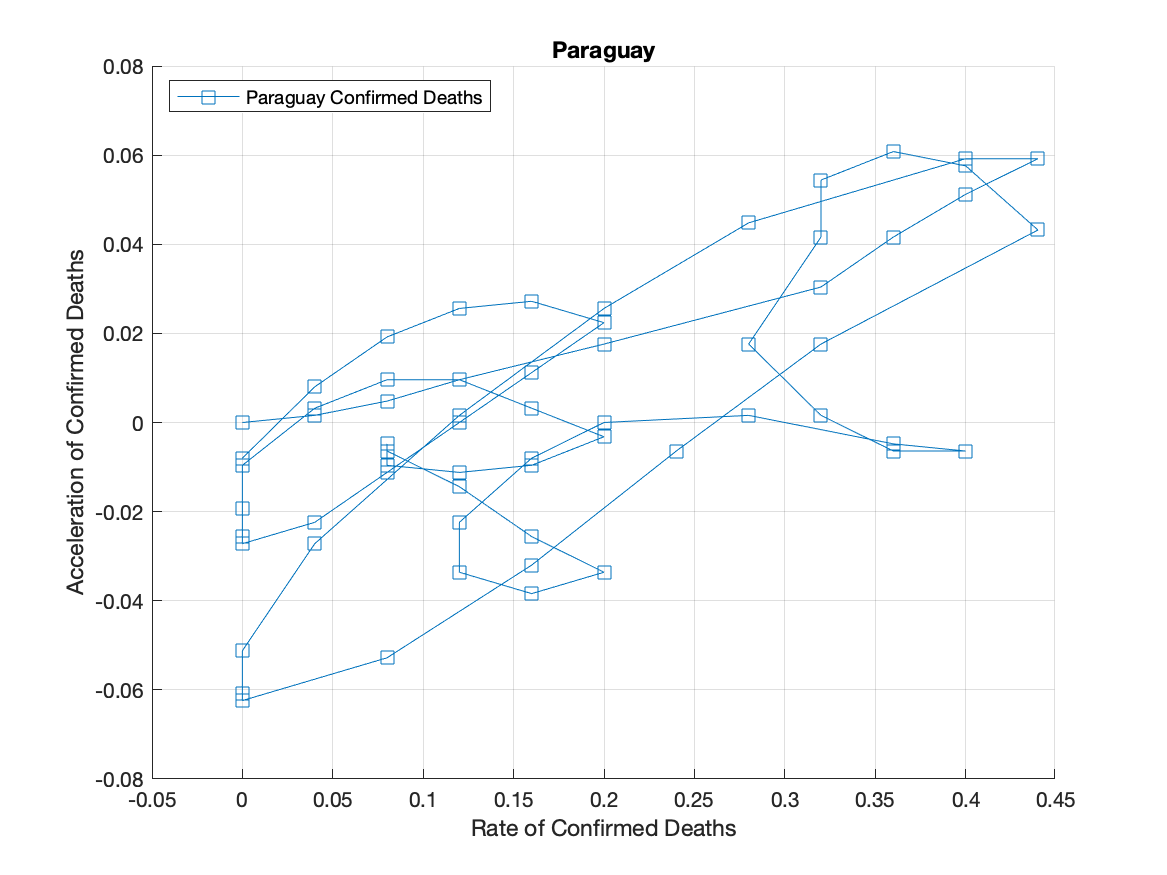 Paraguay
Paraguay Confirmed Deaths
Acceleration of Confirmed Deaths
0.08
0.06
0.04
0.02
0
-0.02
-0.04
-0.06
-0.08
-0.05 0 0.05 0.1 0.15 0.2 0.25 0.3 0.35 0.4 0.45
Rate of Confirmed Deaths